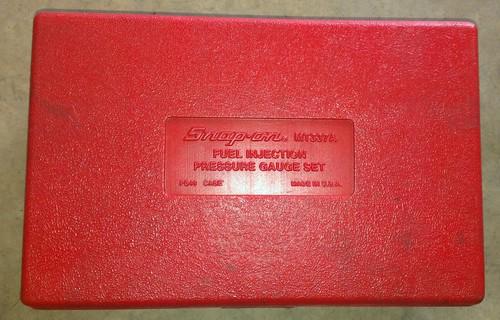 Snap-on MT337A
FUEL INJECTION
PRESSURE GAUGE SET
CASE MADE IN U.S.A.